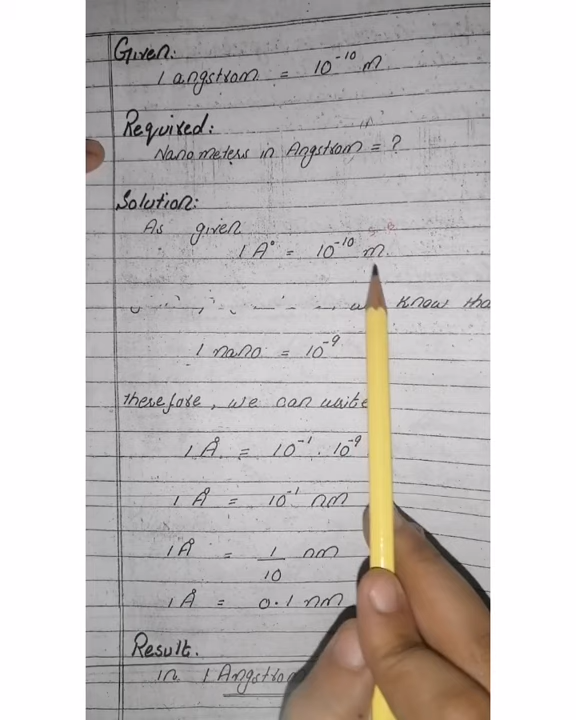 Given:
1 angstrom = 10⁻¹⁰ m
Required:
Nano meters in Angstrom = ?
Solution:
As given
1 A° = 10⁻¹⁰ m.
know tha
1 nano = 10⁻⁹
therefore, we can write
1 Å = 10⁻¹ . 10⁻⁹
1 Å = 10⁻¹ nm
1 Å = 1/10 nm
1 Å = 0.1 nm
Result.
in 1 Angstrom